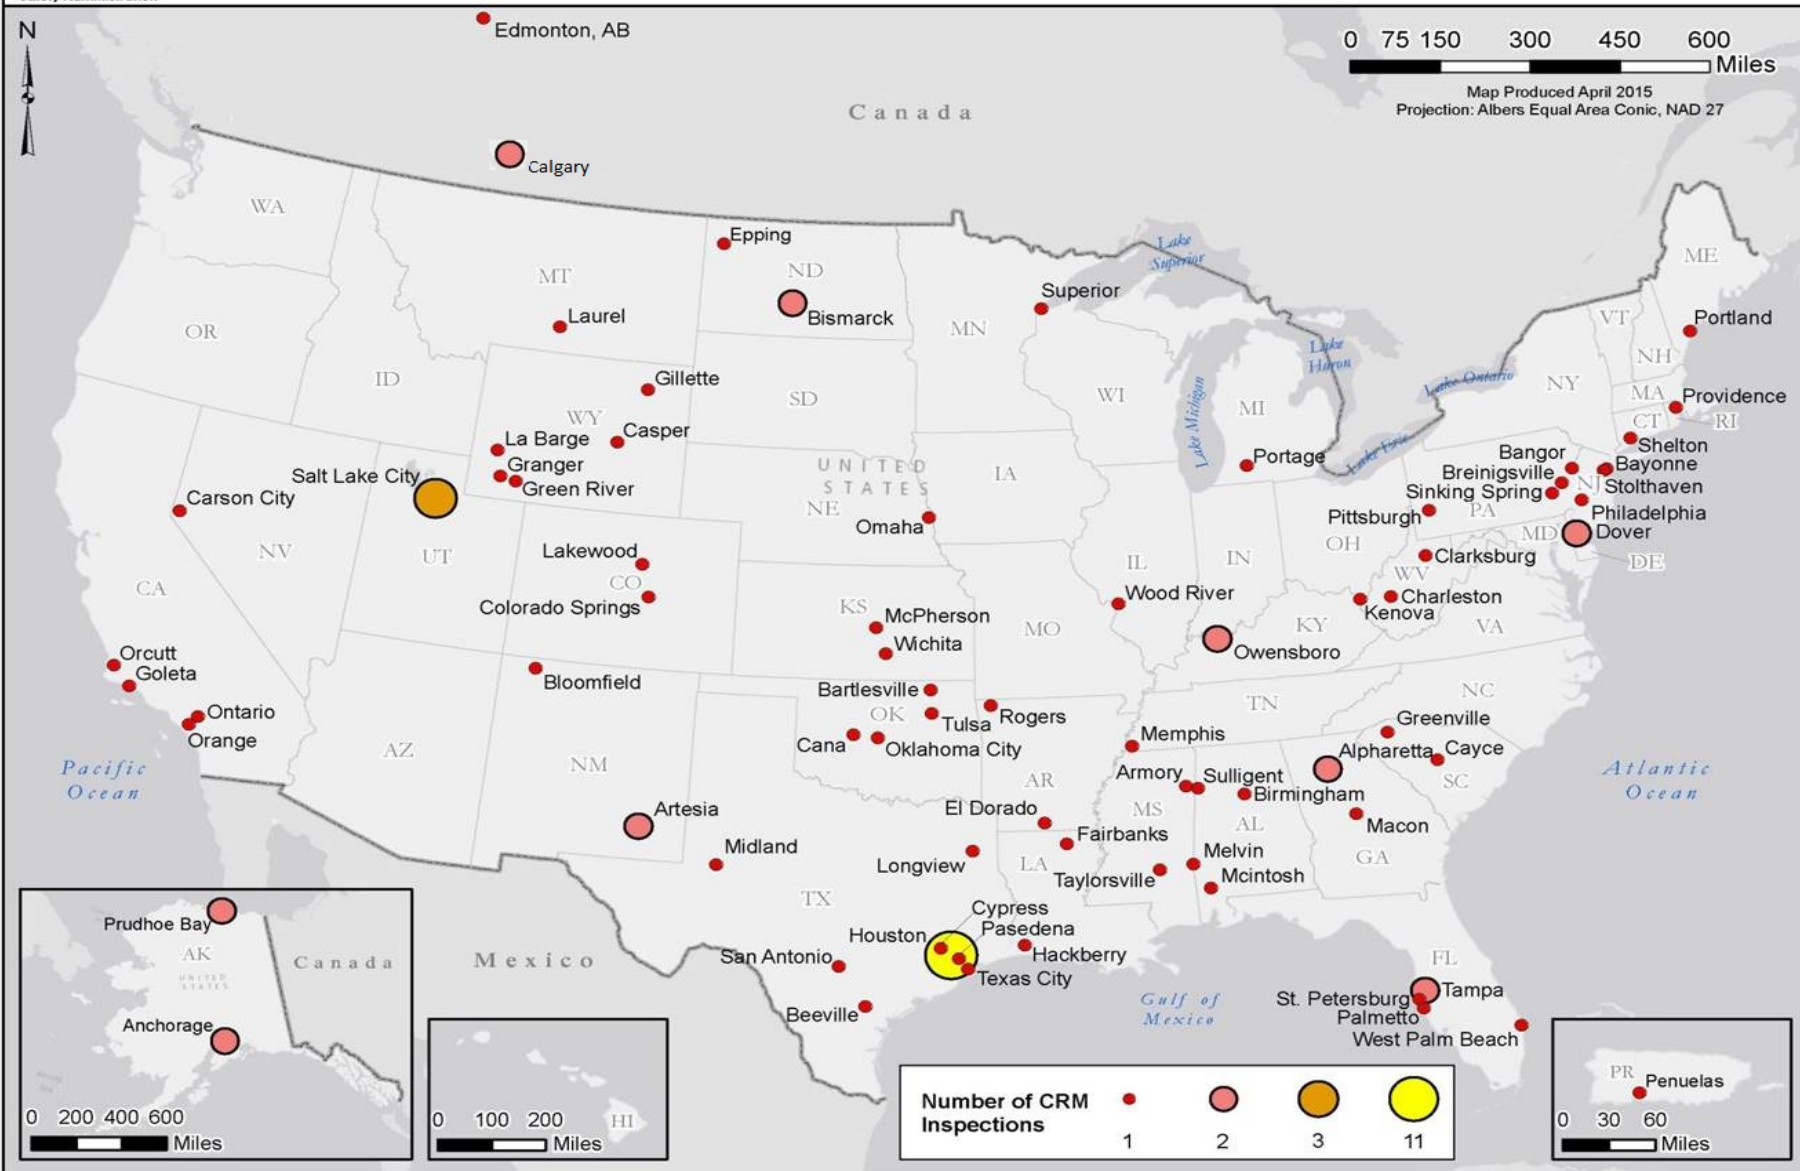 N
Edmonton, AB
0 75 150 300 450 600
Miles
Map Produced April 2015
Projection: Albers Equal Area Conic, NAD 27
Canada
Calgary
WA
Epping
MT
ND
Lake
Superior
ME
Laurel
Bismarck
Superior
OR
MN
VT
Portland
Lake
Huron
NH
ID
Gillette
SD
WI
Lake Michigan
MI
Lake Ontario
NY
MA
Providence
WY
Casper
CT
RI
La Barge
Granger
Green River
Salt Lake City
UNITED
STATES
IA
Portage
Lake Erie
Shelton
Bangor
Bayonne
Breinigsville
NJ
Stolthaven
Sinking Spring
PA
Carson City
NE
Omaha
Pittsburgh
Philadelphia
MD
Dover
OH
DE
NV
UT
Lakewood
CO
Colorado Springs
IL
IN
Clarksburg
WV
CA
KS
McPherson
Wichita
MO
Wood River
Charleston
Kenova
KY
VA
Owensboro
Orcutt
Goleta
Bloomfield
Bartlesville
OK
Tulsa
Rogers
TN
NC
Ontario
Orange
Cana
Oklahoma City
Memphis
Greenville
Alpharetta
Cayce
SC
Pacific
Ocean
AZ
NM
AR
Armory
Sulligent
Birmingham
MS
AL
Atlantic
Ocean
Artesia
El Dorado
Macon
Midland
Fairbanks
Longview
LA
Melvin
GA
Taylorsville
Mcintosh
TX
Cypress
Pasedena
Houston
Hackberry
San Antonio
Texas City
Beeville
Mexico
Gulf of
Mexico
FL
Tampa
St. Petersburg
Palmetto
West Palm Beach
Prudhoe Bay
AK
UNITED
STATES
Canada
Anchorage
0 200 400 600
Miles
0 100 200
Miles
HI
Number of CRM
Inspections
1 2 3 11
PR
Penuelas
0 30 60
Miles